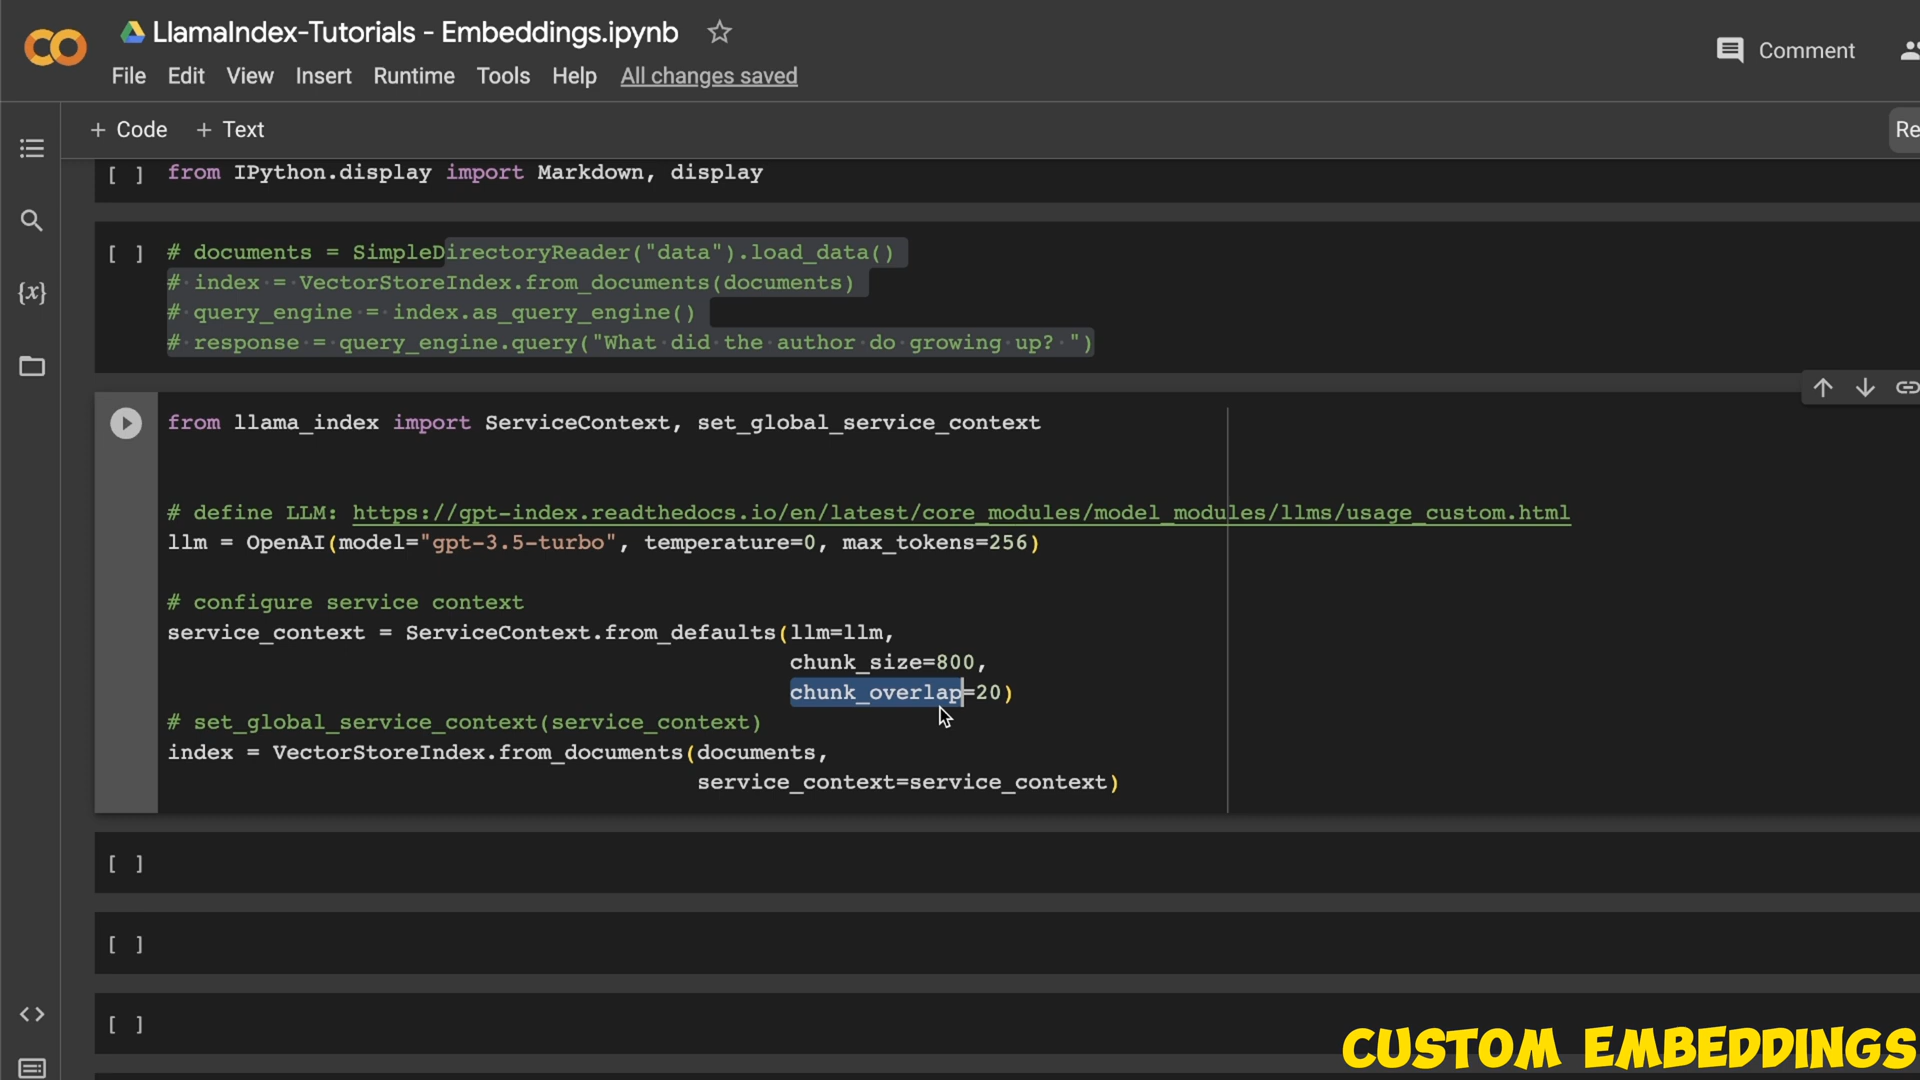 LlamaIndex-Tutorials - Embeddings.ipynb
File Edit View Insert Runtime Tools Help All changes saved
Comment
+ Code + Text
Re
[ ] from IPython.display import Markdown, display
[ ] # documents = SimpleDirectoryReader("data").load_data()
# index = VectorStoreIndex.from_documents(documents)
# query_engine = index.as_query_engine()
# response = query_engine.query("What did the author do growing up? ")
from llama_index import ServiceContext, set_global_service_context
# define LLM: https://gpt-index.readthedocs.io/en/latest/core_modules/model_modules/llms/usage_custom.html
llm = OpenAI(model="gpt-3.5-turbo", temperature=0, max_tokens=256)
# configure service context
service_context = ServiceContext.from_defaults(llm=llm,
chunk_size=800,
chunk_overlap=20)
# set_global_service_context(service_context)
index = VectorStoreIndex.from_documents(documents,
service_context=service_context)
[ ]
[ ]
[ ]
CUSTOM EMBEDDINGS